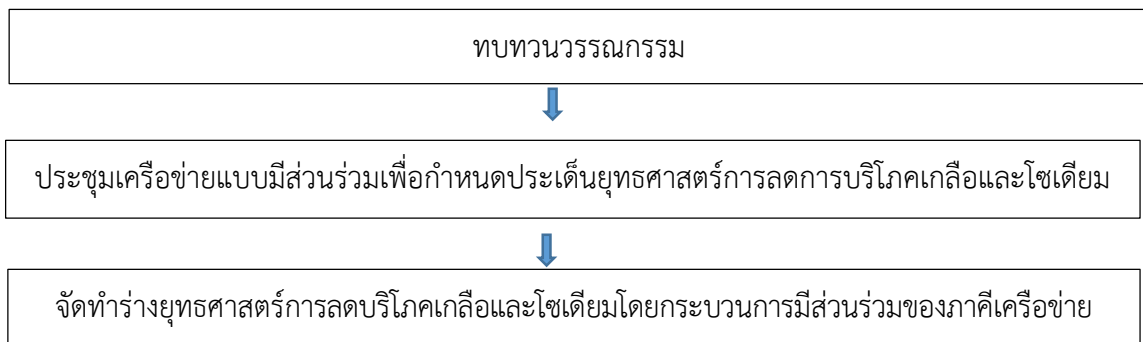 ทบทวนวรรณกรรม
ประชุมเครือข่ายแบบมีส่วนร่วมเพื่อกำหนดประเด็นยุทธศาสตร์การลดการบริโภคเกลือและโซเดียม
จัดทำร่างยุทธศาสตร์การลดบริโภคเกลือและโซเดียมโดยกระบวนการมีส่วนร่วมของภาคีเครือข่าย